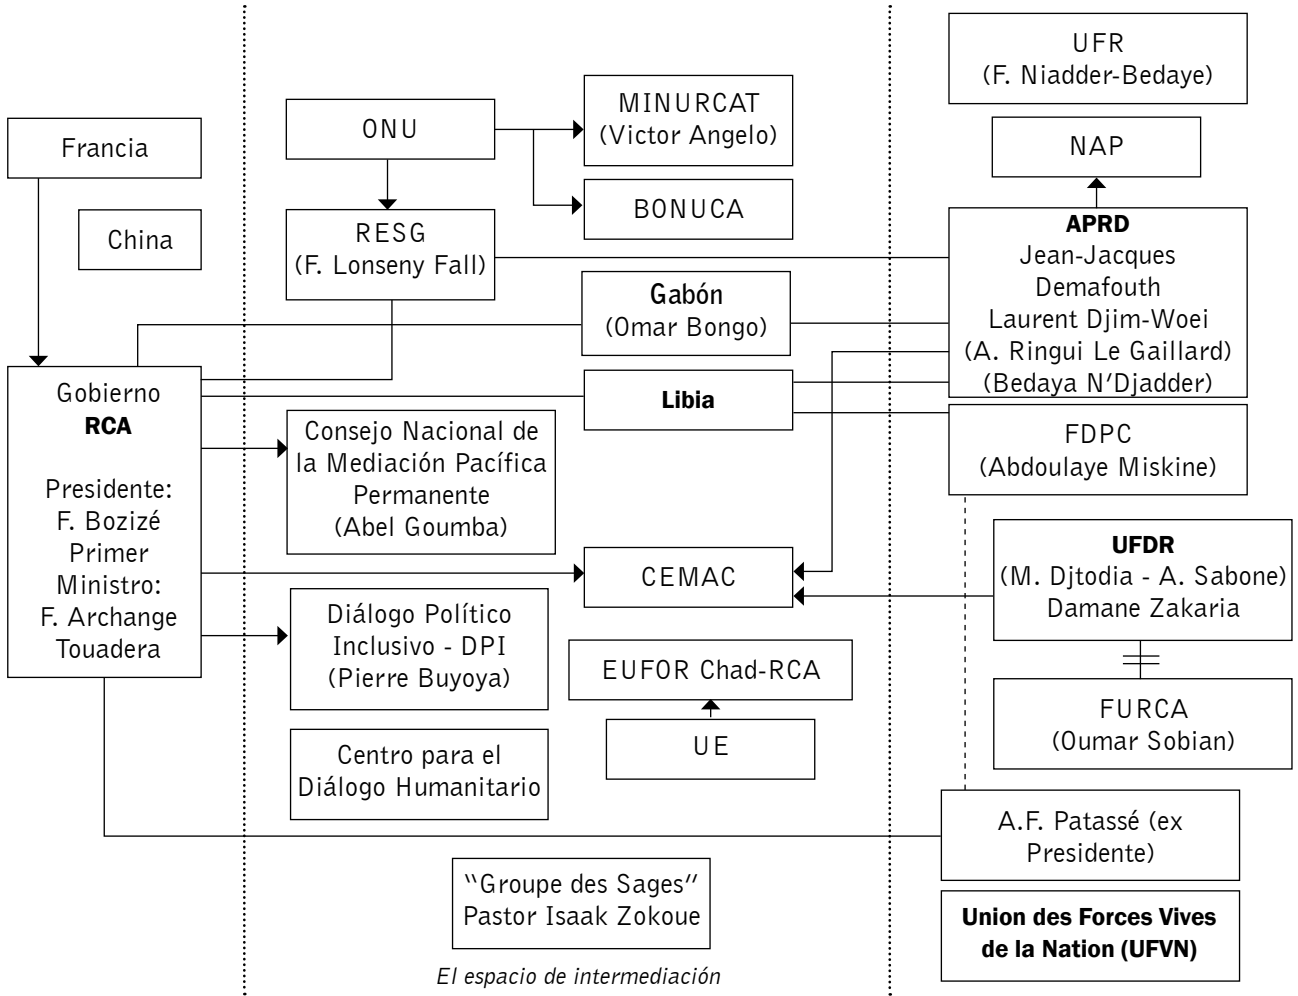 Francia
China
Gobierno
RCA
Presidente:
F. Bozizé
Primer
Ministro:
F. Archange
Touadera
ONU
RESG
(F. Lonseny Fall)
MINURCAT
(Victor Angelo)
BONUCA
Gabón
(Omar Bongo)
Libia
Consejo Nacional de
la Mediación Pacífica
Permanente
(Abel Goumba)
CEMAC
Diálogo Político
Inclusivo - DPI
(Pierre Buyoya)
EUFOR Chad-RCA
UE
Centro para el
Diálogo Humanitario
“Groupe des Sages”
Pastor Isaak Zokoue
El espacio de intermediación
UFR
(F. Niadder-Bedaye)
NAP
APRD
Jean-Jacques
Demafouth
Laurent Djim-Woei
(A. Ringui Le Gaillard)
(Bedaya N’Djadder)
FDPC
(Abdoulaye Miskine)
UFDR
(M. Djtodia - A. Sabone)
Damane Zakaria
FURCA
(Oumar Sobian)
A.F. Patassé (ex
Presidente)
Union des Forces Vives
de la Nation (UFVN)